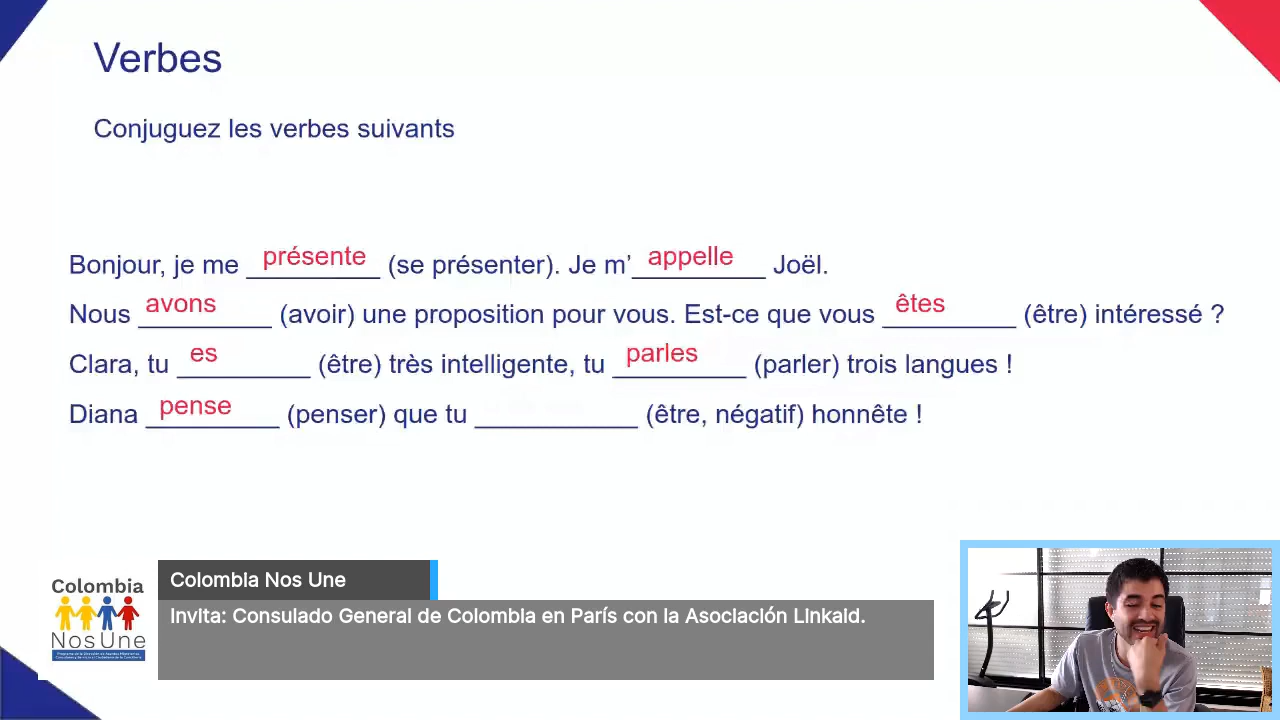 Verbes
Conjuguez les verbes suivants
Bonjour, je me présente (se présenter). Je m’ appelle Joël.
Nous avons (avoir) une proposition pour vous. Est-ce que vous êtes (être) intéressé ?
Clara, tu es (être) très intelligente, tu parles (parler) trois langues !
Diana pense (penser) que tu ___________ (être, négatif) honnête !
Colombia
Nos Une
Colombia Nos Une
Invita: Consulado General de Colombia en París con la Asociación Linkaid.